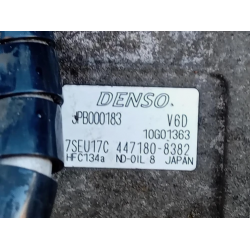 DENSO
JPB000183 V6D
10G01363
7SEU17C 447180-8382
HFC134a ND-OIL 8 JAPAN